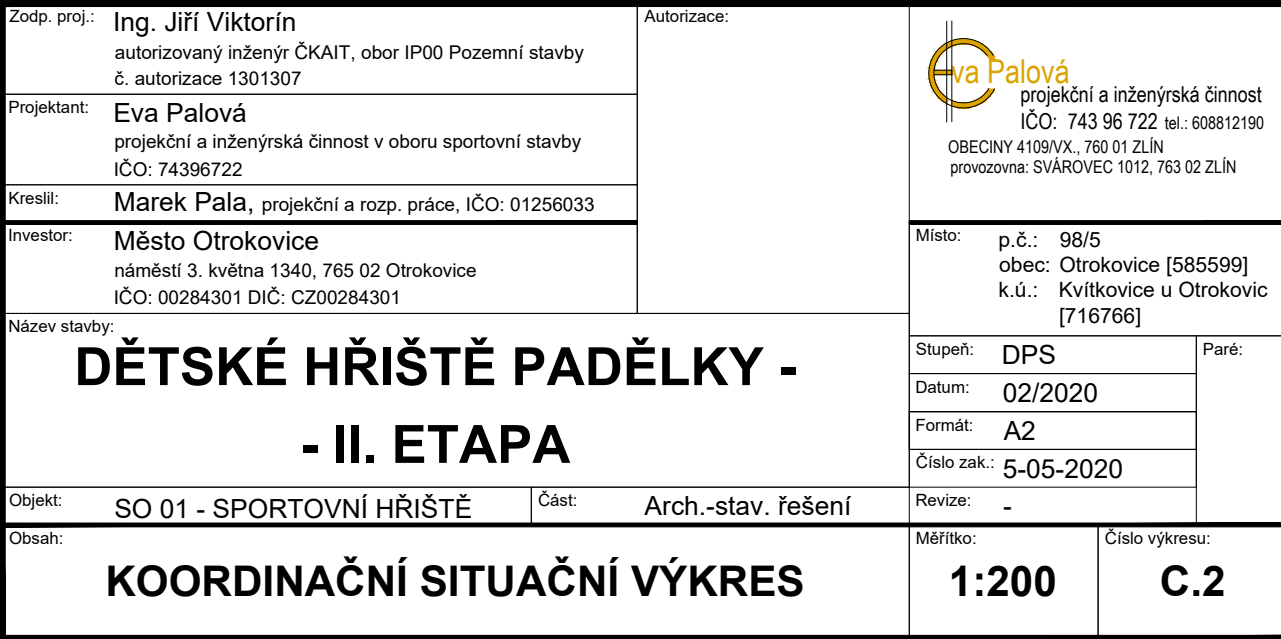 Zodp. proj.:
Ing. Jiří Viktorín
autorizovaný inženýr ČKAIT, obor IP00 Pozemní stavby
č. autorizace 1301307
Projektant:
Eva Palová
projekční a inženýrská činnost v oboru sportovní stavby
IČO: 74396722
Kreslil:
Marek Pala, projekční a rozp. práce, IČO: 01256033
Investor:
Město Otrokovice
náměstí 3. května 1340, 765 02 Otrokovice
IČO: 00284301 DIČ: CZ00284301
Autorizace:
Eva Palová
projekční a inženýrská činnost
IČO: 743 96 722 tel.: 608812190
OBECINY 4109/VX., 760 01 ZLÍN
provozovna: SVÁROVEC 1012, 763 02 ZLÍN
Místo:
p.č.: 98/5
obec: Otrokovice [585599]
k.ú.: Kvítkovice u Otrokovic
[716766]
Název stavby:
DĚTSKÉ HŘIŠTĚ PADĚLKY -
- II. ETAPA
Stupeň: DPS
Paré:
Datum: 02/2020
Formát: A2
Číslo zak.: 5-05-2020
Objekt: SO 01 - SPORTOVNÍ HŘIŠTĚ
Část: Arch.-stav. řešení
Revize: -
Obsah:
KOORDINAČNÍ SITUAČNÍ VÝKRES
Měřítko:
1:200
Číslo výkresu:
C.2